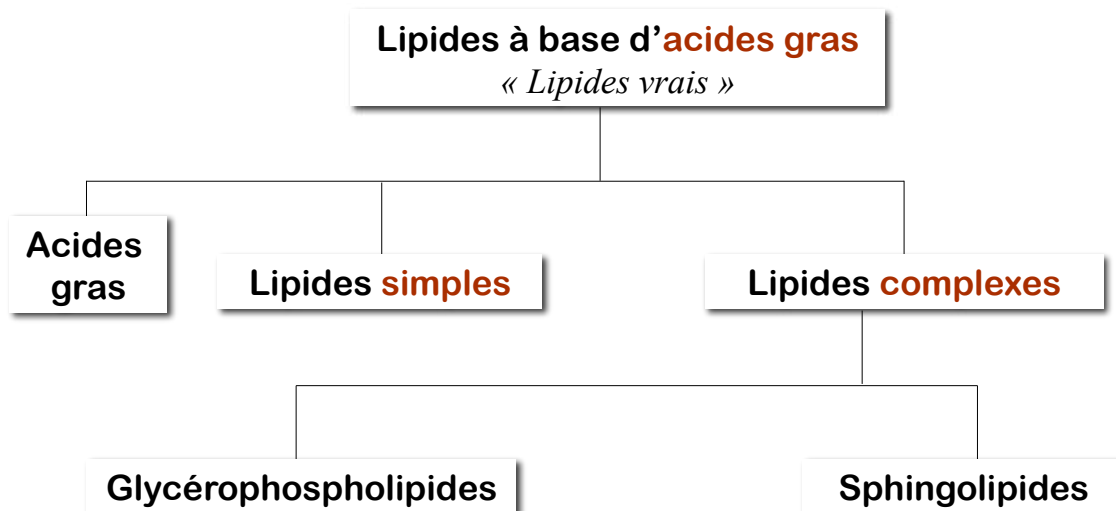 Lipides à base d’acides gras
« Lipides vrais »
Acides
gras
Lipides simples
Lipides complexes
Glycérophospholipides
Sphingolipides